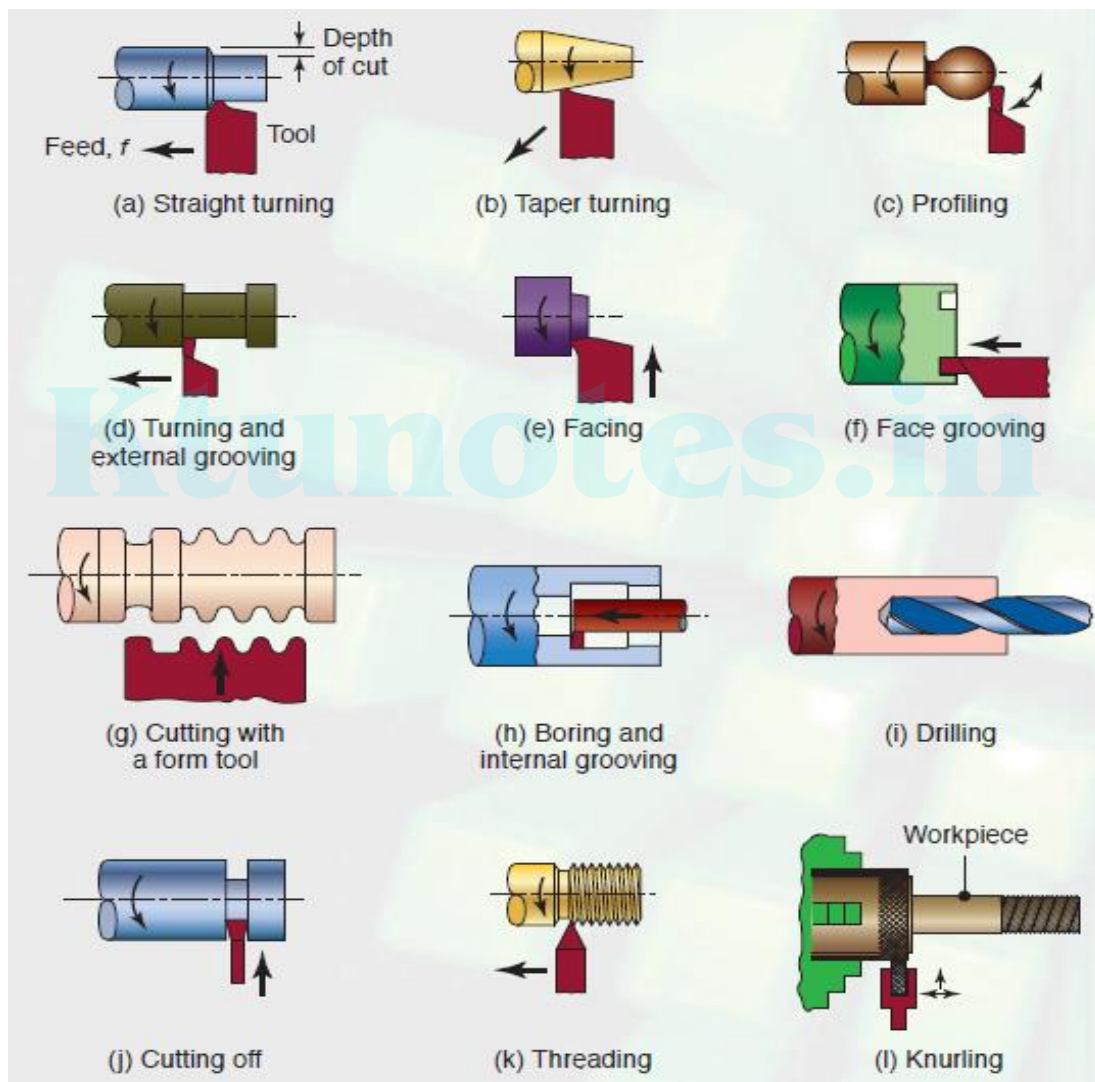 Depth
of cut
Feed, f
Tool
(a) Straight turning
(b) Taper turning
(c) Profiling
(d) Turning and
external grooving
(e) Facing
(f) Face grooving
Ktunotes.in
(g) Cutting with
a form tool
(h) Boring and
internal grooving
(i) Drilling
Workpiece
(j) Cutting off
(k) Threading
(l) Knurling